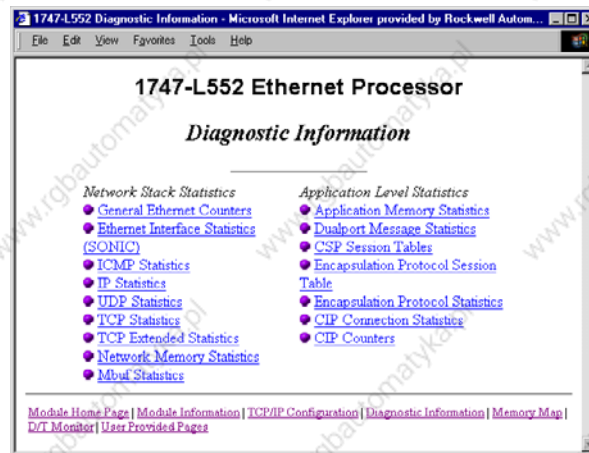 1747-L552 Diagnostic Information - Microsoft Internet Explorer provided by Rockwell Autom...
File Edit View Favorites Tools Help
1747-L552 Ethernet Processor
Diagnostic Information
Network Stack Statistics
General Ethernet Counters
Ethernet Interface Statistics
(SONIC)
ICMP Statistics
IP Statistics
UDP Statistics
TCP Statistics
TCP Extended Statistics
Network Memory Statistics
Mbuf Statistics
Application Level Statistics
Application Memory Statistics
Dualport Message Statistics
CSP Session Tables
Encapsulation Protocol Session
Table
Encapsulation Protocol Statistics
CIP Connection Statistics
CIP Counters
Module Home Page | Module Information | TCP/IP Configuration | Diagnostic Information | Memory Map |
D/T Monitor | User Provided Pages
www.rgbautomatyka.pl